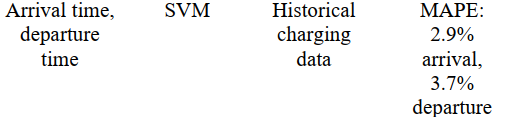 Arrival time,
departure
time
SVM
Historical
charging
data
MAPE:
2.9%
arrival,
3.7%
departure